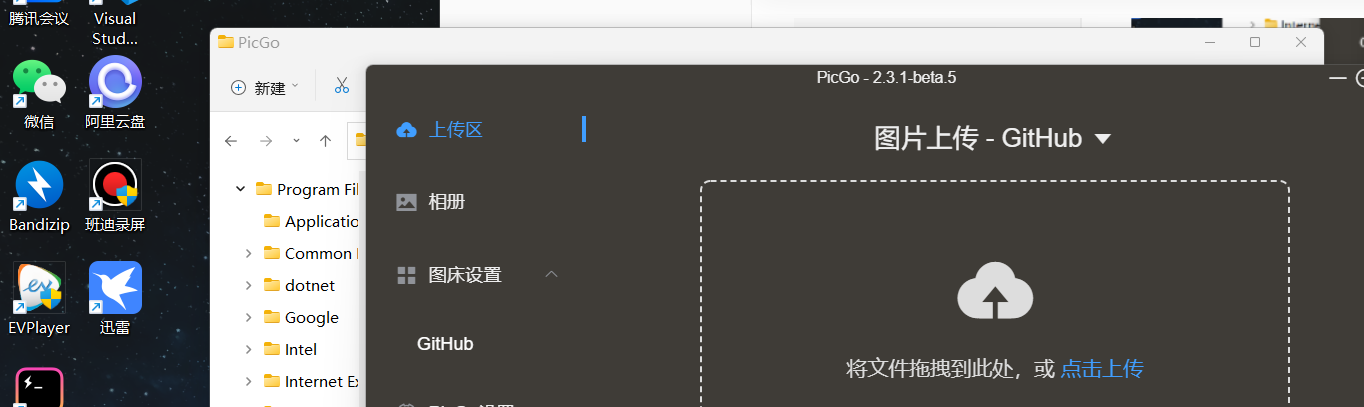 腾讯会议
Visual
Stud...
微信
阿里云盘
Bandizip
班迪录屏
EVPlayer
迅雷
PicGo
新建
Program Fil
Applicatio
Common
dotnet
Google
Intel
Internet Ex
PicGo - 2.3.1-beta.5
上传区
相册
图床设置
GitHub
图片上传 - GitHub
将文件拖拽到此处，或 点击上传